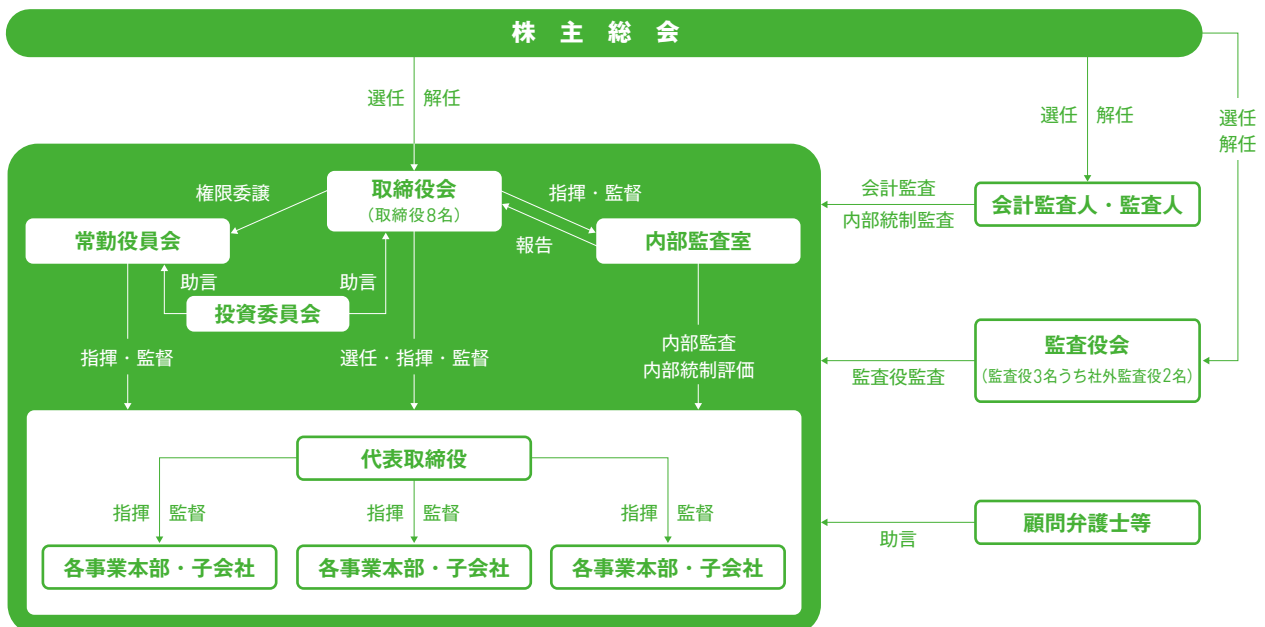 株主総会
選任 解任
選任 解任
選任
解任
取締役会
(取締役8名)
権限委譲
指揮・監督
報告
常勤役員会
内部監査室
助言
助言
投資委員会
会計監査
内部統制監査
会計監査人・監査人
指揮・監督
選任・指揮・監督
内部監査
内部統制評価
監査役監査
監査役会
(監査役3名うち社外監査役2名)
代表取締役
指揮 監督
指揮 監督
指揮 監督
各事業本部・子会社
各事業本部・子会社
各事業本部・子会社
助言
顧問弁護士等